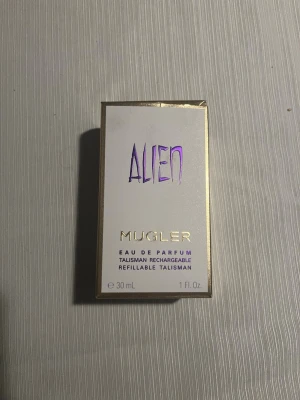 ALIEN
MUGLER
EAU DE PARFUM
TALISMAN RECHARGEABLE
REFILLABLE TALISMAN
℮ 30 mL 1 fl. Oz.